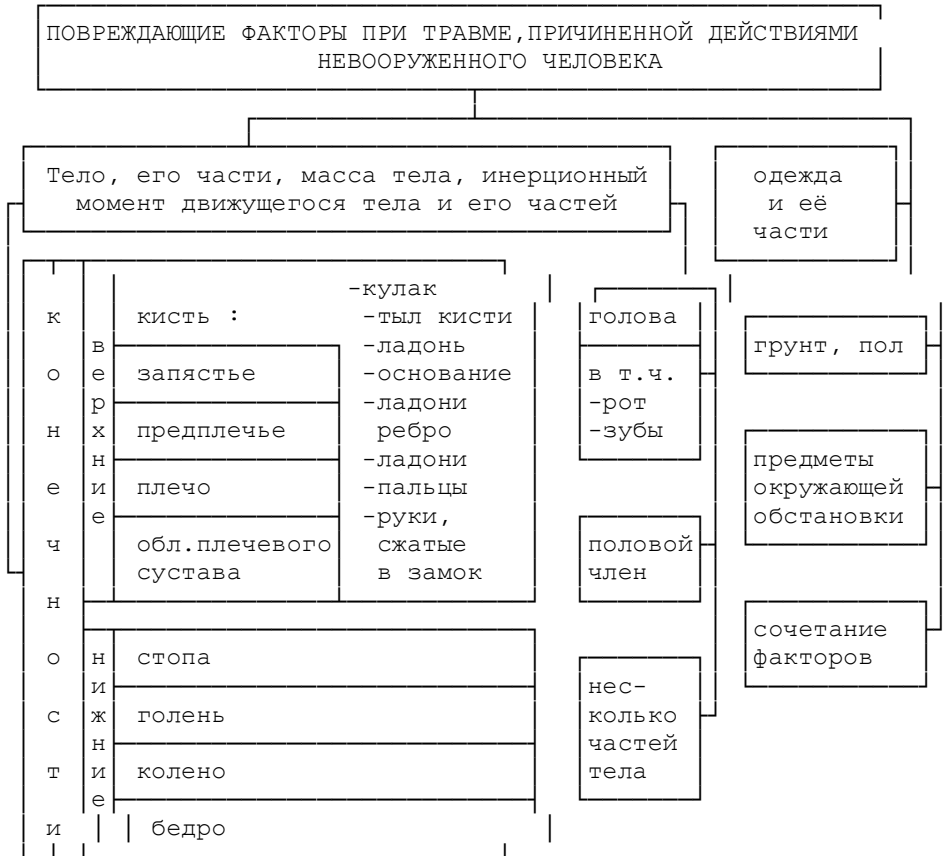 ПОВРЕЖДАЮЩИЕ ФАКТОРЫ ПРИ ТРАВМЕ,ПРИЧИНЕННОЙ ДЕЙСТВИЯМИ
НЕВООРУЖЕННОГО ЧЕЛОВЕКА
Тело, его части, масса тела, инерционный
момент движущегося тела и его частей
одежда
и её
части
конечности
верхние
кисть :
запястье
предплечье
плечо
обл.плечевого
сустава
-кулак
-тыл кисти
-ладонь
-основание
-ладони
ребро
-ладони
-пальцы
-руки,
сжатые
в замок
нижние
стопа
голень
колено
бедро
голова
в т.ч.
-рот
-зубы
половой
член
нес-
колько
частей
тела
грунт, пол
предметы
окружающей
обстановки
сочетание
факторов